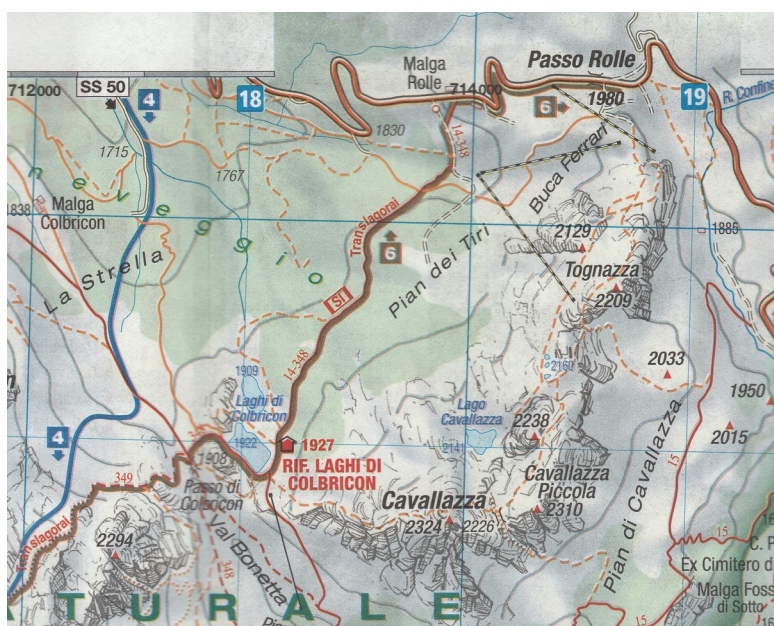 712000
SS 50
4
18
Malga
Rolle
714000
Passo Rolle
1980
6
19
R. Confine
1715
1830
14-348
1767
Buca Ferrari
neveggio
Malga
Colbricon
1838
La Strella
Translagorai
6
Pian dei Tiri
2129
1885
Tognazza
2209
SI
14-348
1909
Laghi di
Colbricon
1922
2160
2033
1950
Lago
Cavallazza
2141
2238
2015
15
4
1927
RIF. LAGHI DI
COLBRICON
1908
Passo di
Colbricon
349
Cavallazza
Piccola
2310
Cavallazza
2324
2226
Pian di Cavallazza
Translagorai
2294
Val Bonetta
348
15
C. P
Ex Cimitero d
Malga Foss
di Sotto
15
ATURALE